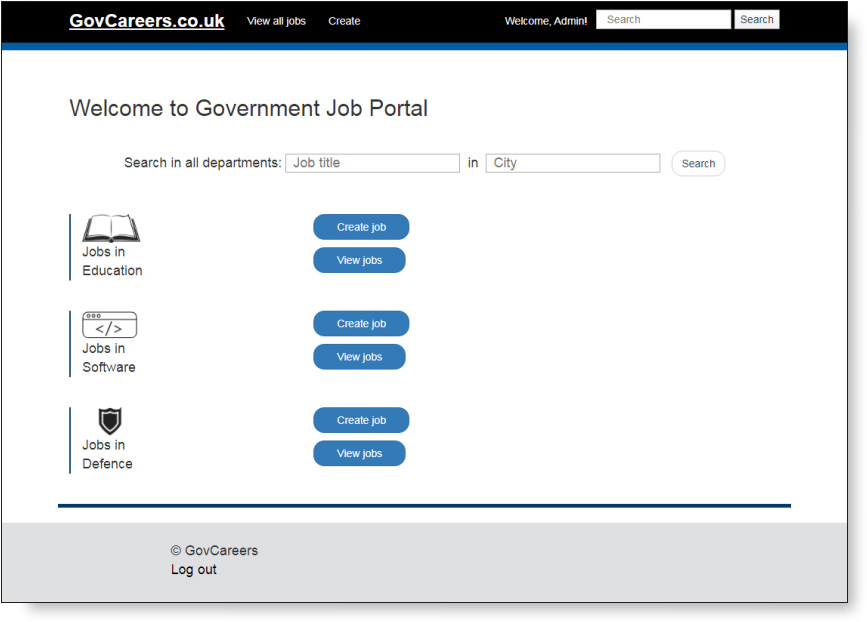 GovCareers.co.uk View all jobs Create Welcome, Admin! Search Search
Welcome to Government Job Portal
Search in all departments: Job title in City Search
Jobs in
Education
Create job
View jobs
</>
Jobs in
Software
Create job
View jobs
Jobs in
Defence
Create job
View jobs
© GovCareers
Log out